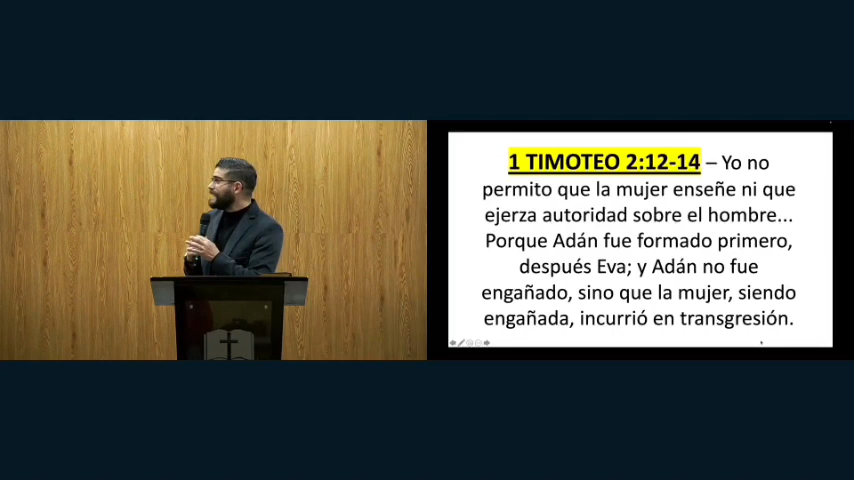 1 TIMOTEO 2:12-14 – Yo no
permito que la mujer enseñe ni que
ejerza autoridad sobre el hombre...
Porque Adán fue formado primero,
después Eva; y Adán no fue
engañado, sino que la mujer, siendo
engañada, incurrió en transgresión.